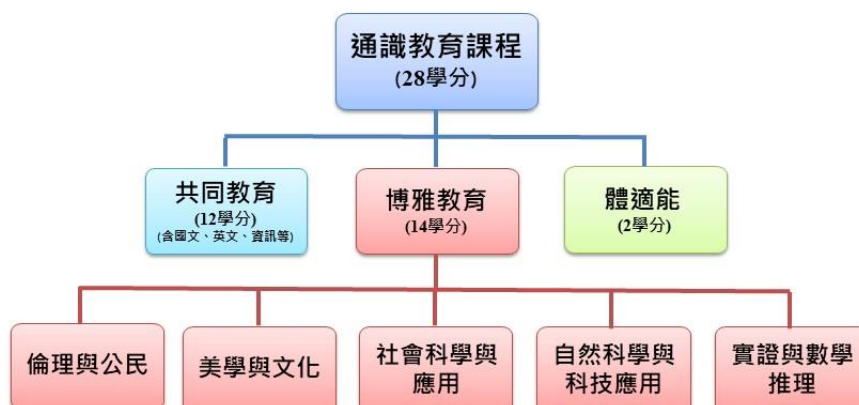 通識教育課程
(28學分)
共同教育
(12學分)
(含國文、英文、資訊等)
博雅教育
(14學分)
體適能
(2學分)
倫理與公民
美學與文化
社會科學與
應用
自然科學與
科技應用
實證與數學
推理